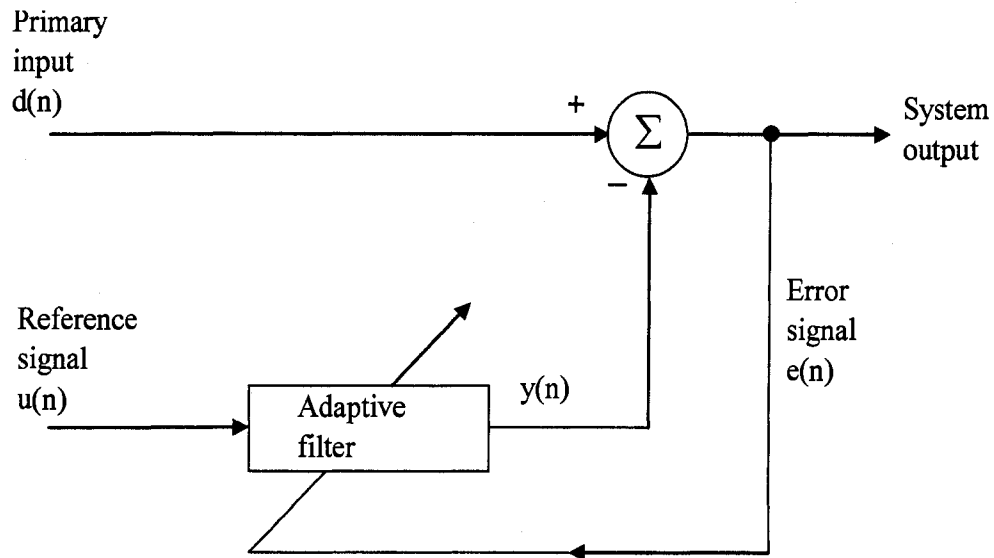 Primary
input
d(n)
+
Σ
−
System
output
Reference
signal
u(n)
Adaptive
filter
y(n)
Error
signal
e(n)